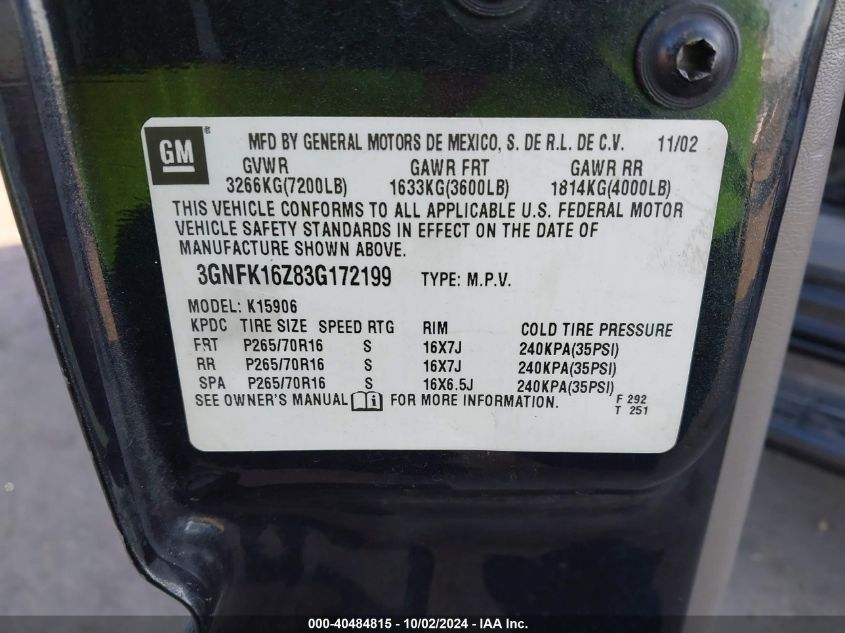 GM ® MFD BY GENERAL MOTORS DE MEXICO, S. DE R.L. DE C.V. 11/02
GVWR GAWR FRT GAWR RR
3266KG(7200LB) 1633KG(3600LB) 1814KG(4000LB)
THIS VEHICLE CONFORMS TO ALL APPLICABLE U.S. FEDERAL MOTOR
VEHICLE SAFETY STANDARDS IN EFFECT ON THE DATE OF
MANUFACTURE SHOWN ABOVE.
3GNFK16Z83G172199 TYPE: M.P.V.
MODEL: K15906
KPDC TIRE SIZE SPEED RTG RIM COLD TIRE PRESSURE
FRT P265/70R16 S 16X7J 240KPA(35PSI)
RR P265/70R16 S 16X7J 240KPA(35PSI)
SPA P265/70R16 S 16X6.5J 240KPA(35PSI)
SEE OWNER'S MANUAL i FOR MORE INFORMATION.
F 292
T 251
000-40484815 - 10/02/2024 - IAA Inc.